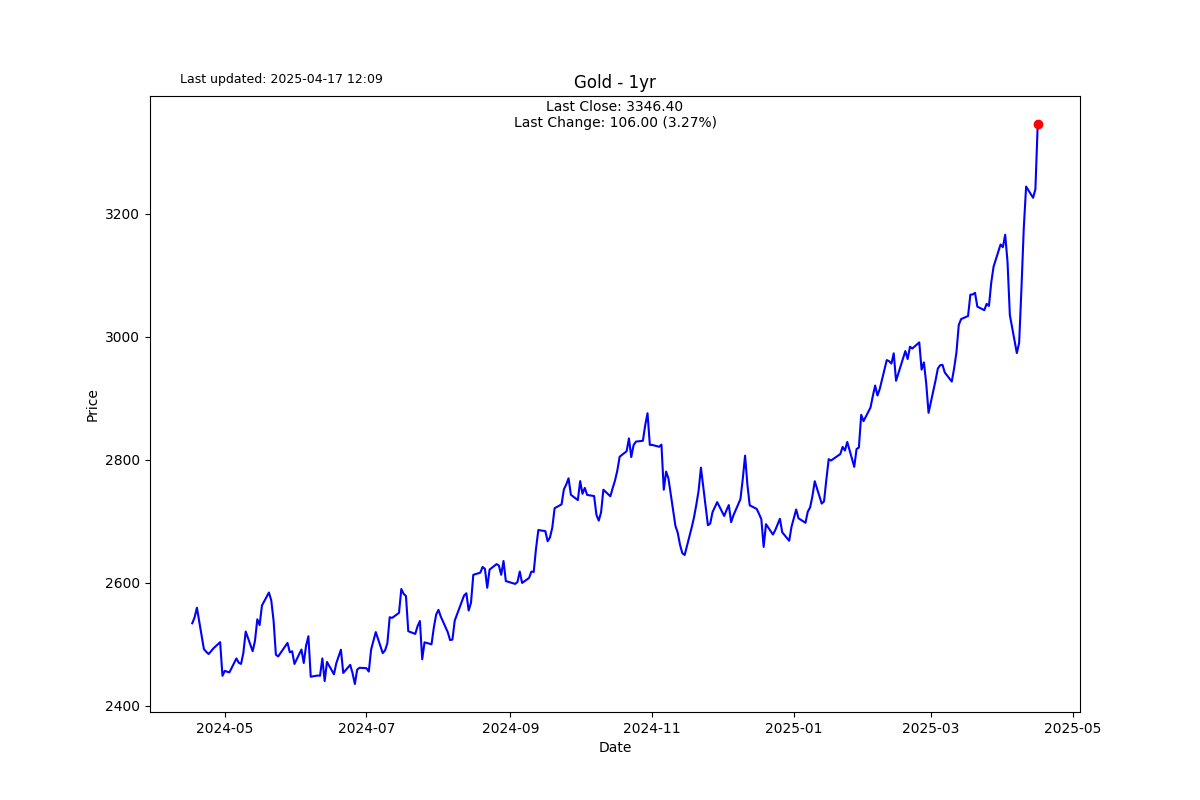 Last updated: 2025-04-17 12:09
Gold - 1yr
Last Close: 3346.40
Last Change: 106.00 (3.27%)
Price
3200
3000
2800
2600
2400
2024-05
2024-07
2024-09
2024-11
2025-01
2025-03
2025-05
Date